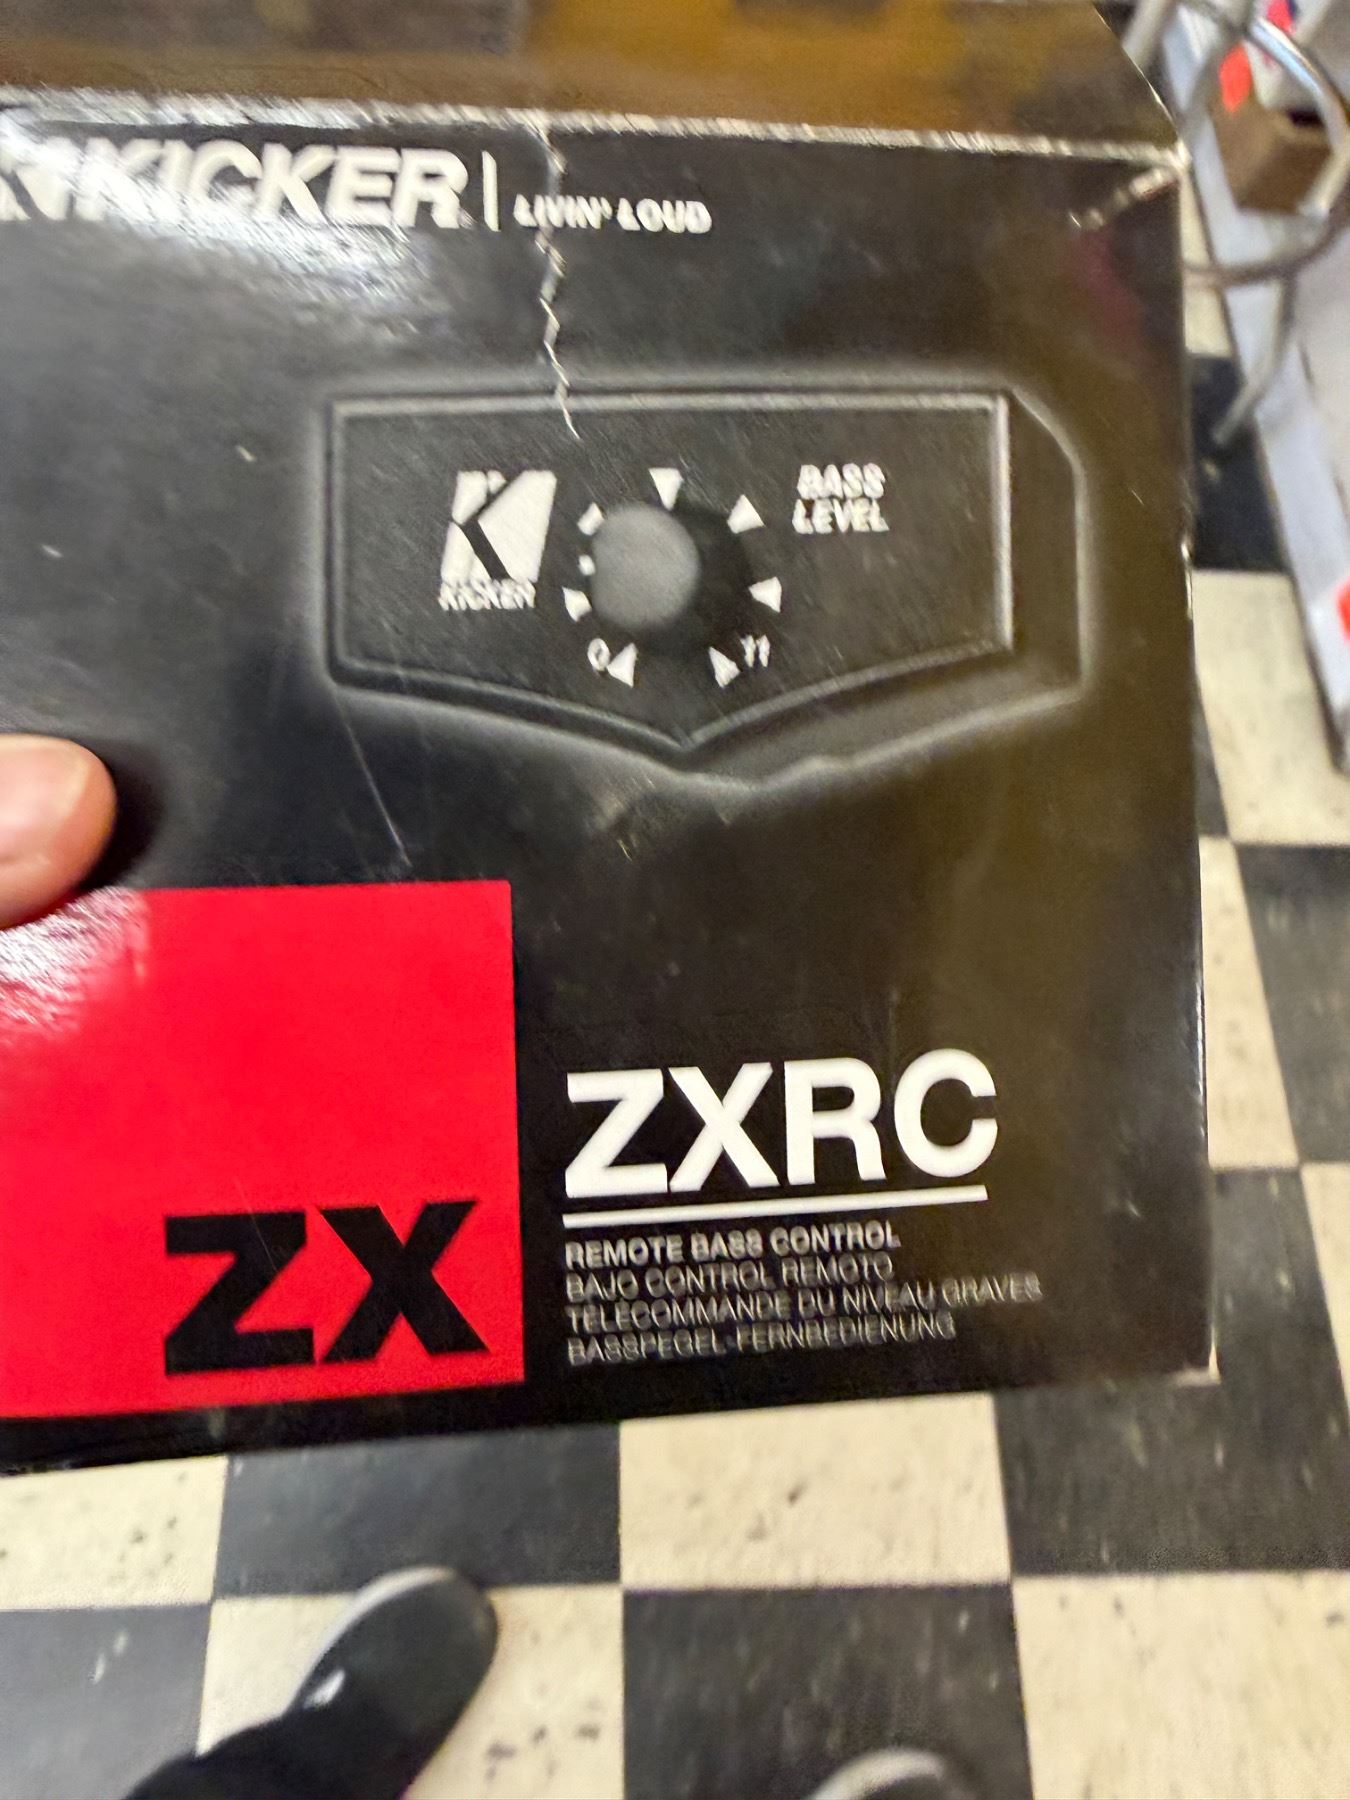 KICKER | LIVIN' LOUD
K
KICKER
BASS
LEVEL
0
11
ZX
ZXRC
REMOTE BASS CONTROL
BAJO CONTROL REMOTO
TÉLÉCOMMANDE DU NIVEAU GRAVES
BASSPEGEL-FERNBEDIENUNG